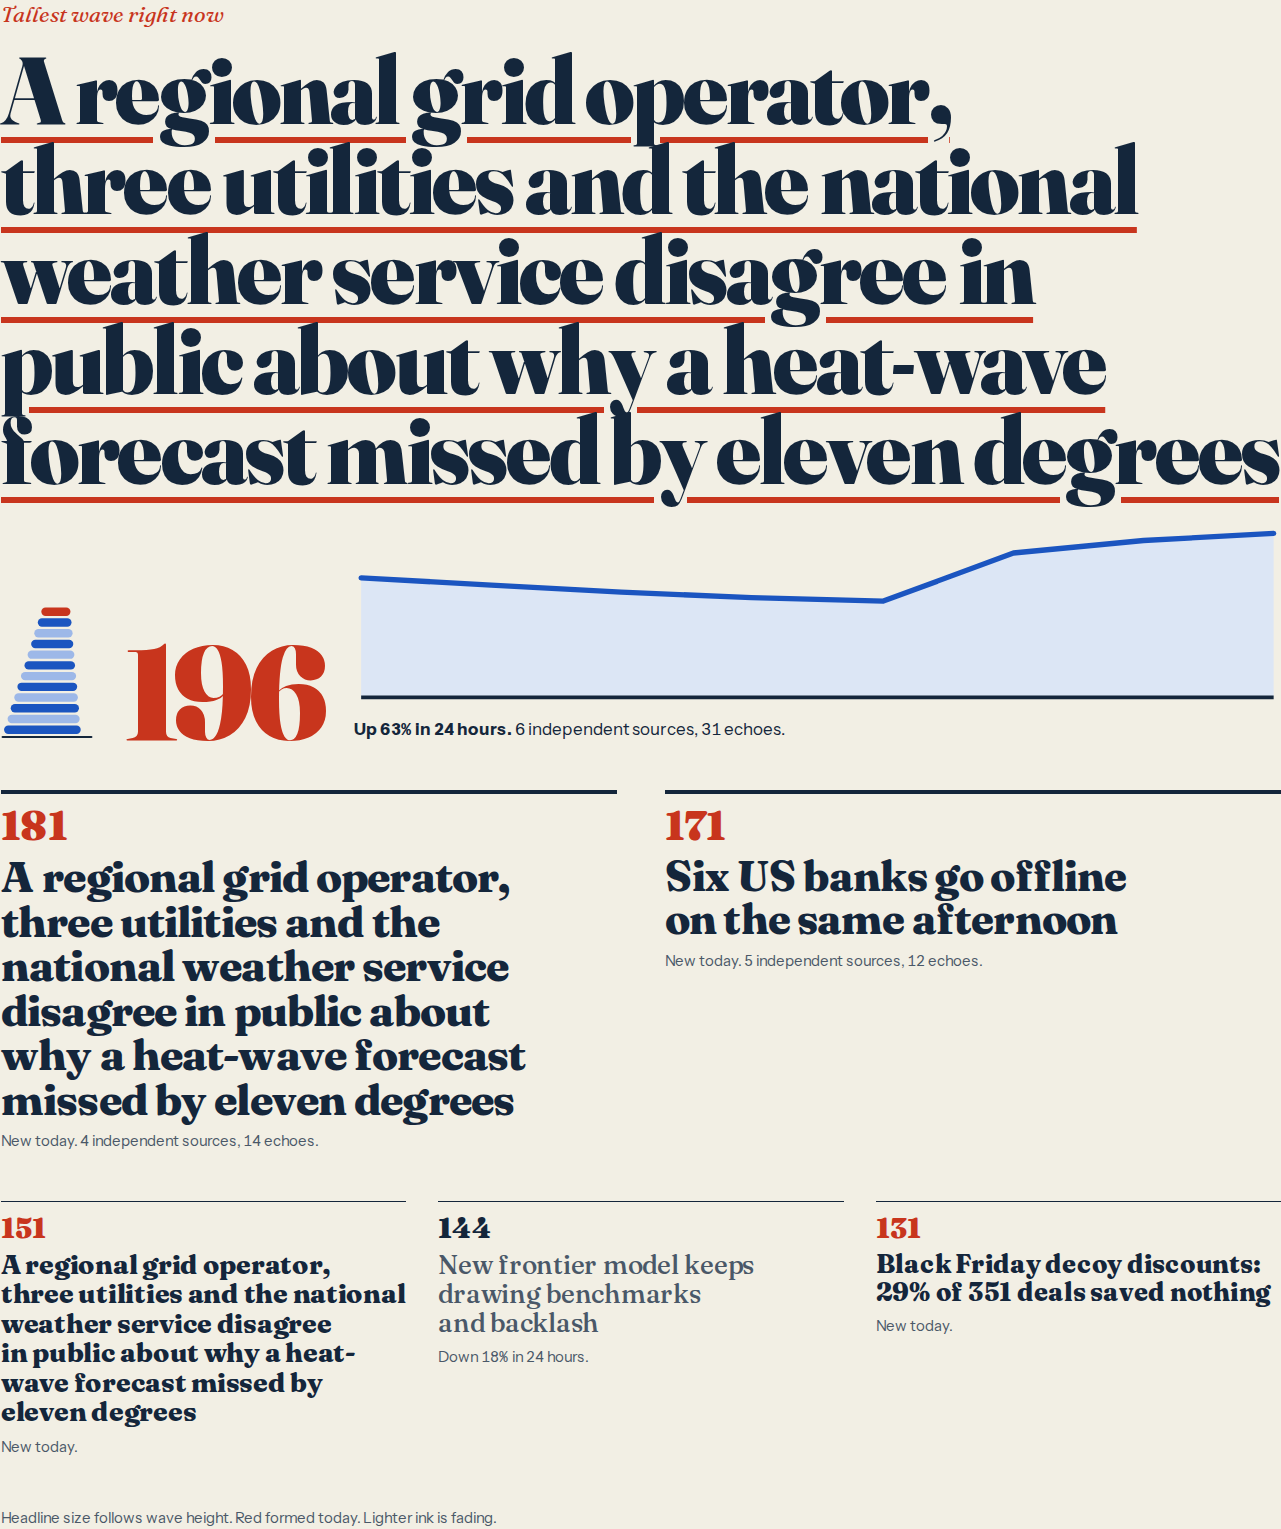 Tallest wave right now
A regional grid operator,
three utilities and the national
weather service disagree in
public about why a heat-wave
forecast missed by eleven degrees
196
Up 63% in 24 hours. 6 independent sources, 31 echoes.
181
A regional grid operator,
three utilities and the
national weather service
disagree in public about
why a heat-wave forecast
missed by eleven degrees
New today. 4 independent sources, 14 echoes.
171
Six US banks go offline
on the same afternoon
New today. 5 independent sources, 12 echoes.
151
A regional grid operator,
three utilities and the national
weather service disagree
in public about why a heat-
wave forecast missed by
eleven degrees
New today.
144
New frontier model keeps
drawing benchmarks
and backlash
Down 18% in 24 hours.
131
Black Friday decoy discounts:
29% of 351 deals saved nothing
New today.
Headline size follows wave height. Red formed today. Lighter ink is fading.